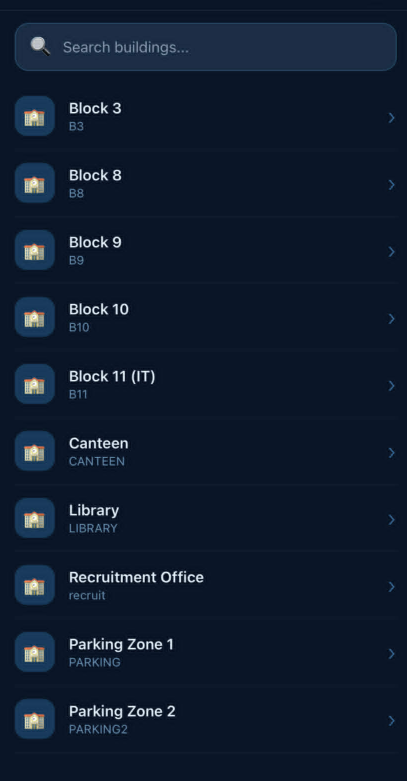 Search buildings...
Block 3
B3
Block 8
B8
Block 9
B9
Block 10
B10
Block 11 (IT)
B11
Canteen
CANTEEN
Library
LIBRARY
Recruitment Office
recruit
Parking Zone 1
PARKING
Parking Zone 2
PARKING2